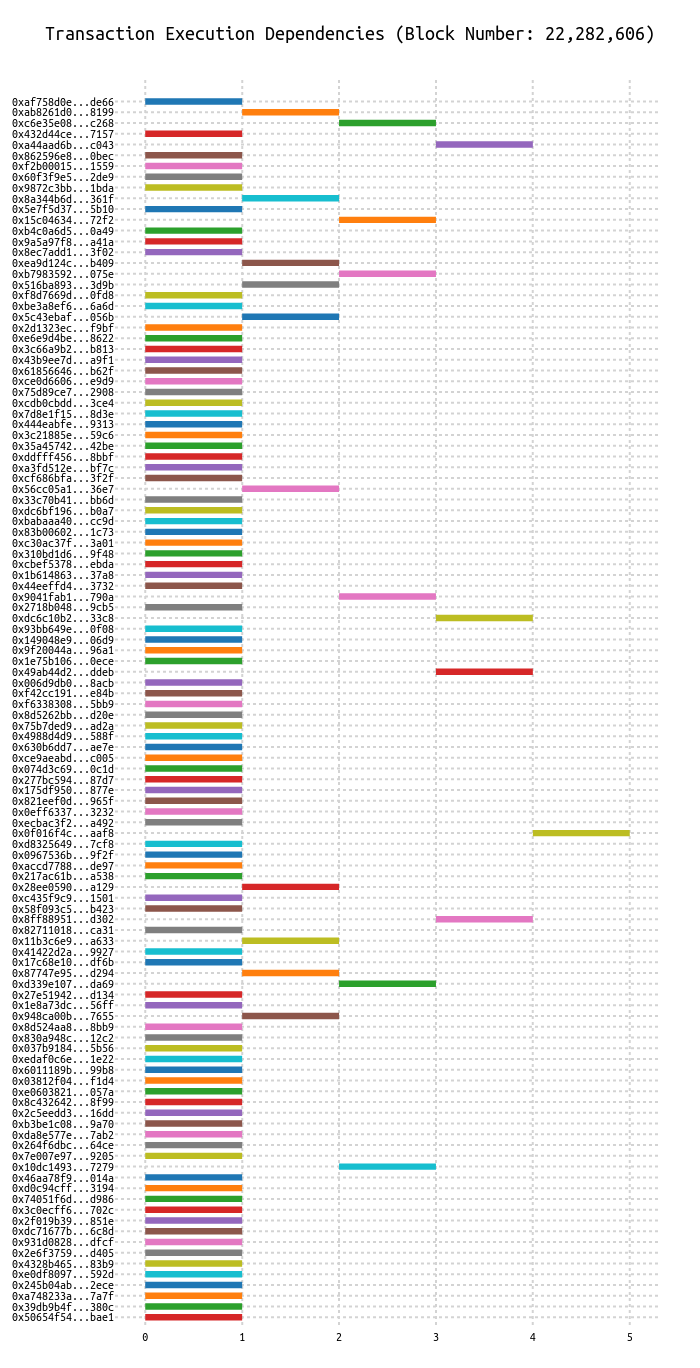 Transaction Execution Dependencies (Block Number: 22,282,606)
0xaf758d0e...de66
0xab8261d0...8199
0xc6e35e08...c268
0x432d44ce...7157
0xa44aad6b...c043
0x862596e8...0bec
0xf2b00015...1559
0x60f3f9e5...2de9
0x9872c3bb...1bda
0x8a344b6d...361f
0x5e7f5d37...5b10
0x15c04634...72f2
0xb4c0a6d5...0a49
0x9a5a97f8...a41a
0x8ec7add1...3f02
0xea9d124c...b409
0xb7983592...075e
0x516ba893...3d9b
0xf8d7669d...0fd8
0xbe3a8ef6...6a6d
0x5c43ebaf...056b
0x2d1323ec...f9bf
0xe6e9d4be...8622
0x3c66a9b2...b813
0x43b9ee7d...a9f1
0x61856646...b62f
0xce0d6606...e9d9
0x75d89ce7...2908
0xcdb0cbdd...3ce4
0x7d8e1f15...8d3e
0x444eabfe...9313
0x3c21885e...59c6
0x35a45742...42be
0xddfff456...8bbf
0xa3fd512e...bf7c
0xcf686bfa...3f2f
0x56cc05a1...36e7
0x33c70b41...bb6d
0xdc6bf196...b0a7
0xbabaaa40...cc9d
0x83b00602...1c73
0xc30ac37f...3a01
0x310bd1d6...9f48
0xcbef5378...ebda
0x1b614863...37a8
0x44eeffd4...3732
0x9041fab1...790a
0x2718b048...9cb5
0xdc6c10b2...33c8
0x93bb649e...0f08
0x149048e9...06d9
0x9f20044a...96a1
0x1e75b106...0ece
0x49ab44d2...ddeb
0x006d9db0...8acb
0xf42cc191...e84b
0xf6338308...5bb9
0x8d5262bb...d20e
0x75b7ded9...ad2a
0x4988d4d9...588f
0x630b6dd7...ae7e
0xce9aeabd...c005
0x074d3c69...0c1d
0x277bc594...87d7
0x175df950...877e
0x821eef0d...965f
0x0eff6337...3232
0xecbac3f2...a492
0x0f016f4c...aaf8
0xd8325649...7cf8
0x0967536b...9f2f
0xaccd7788...de97
0x217ac61b...a538
0x28ee0590...a129
0xc435f9c9...1501
0x58f093c5...b423
0x8ff88951...d302
0x82711018...ca31
0x11b3c6e9...a633
0x41422d2a...9927
0x17c68e10...df6b
0x87747e95...d294
0xd339e107...da69
0x27e51942...d134
0x1e8a73dc...56ff
0x948ca00b...7655
0x8d524aa8...8bb9
0x830a948c...12c2
0x037b9184...5b56
0xedaf0c6e...1e22
0x6011189b...99b8
0x03812f04...f1d4
0xe0603821...057a
0x8c432642...8f99
0x2c5eedd3...16dd
0xb3be1c08...9a70
0xda8e577e...7ab2
0x264f6dbc...64ce
0x7e007e97...9205
0x10dc1493...7279
0x46aa78f9...014a
0xd0c94cff...3194
0x74051f6d...d986
0x3c0ecff6...702c
0x2f019b39...851e
0xdc71677b...6c8d
0x931d0828...dfcf
0x2e6f3759...d405
0x4328b465...83b9
0xe0df8097...592d
0x245b04ab...2ece
0xa748233a...7a7f
0x39db9b4f...380c
0x50654f54...bae1
0 1 2 3 4 5